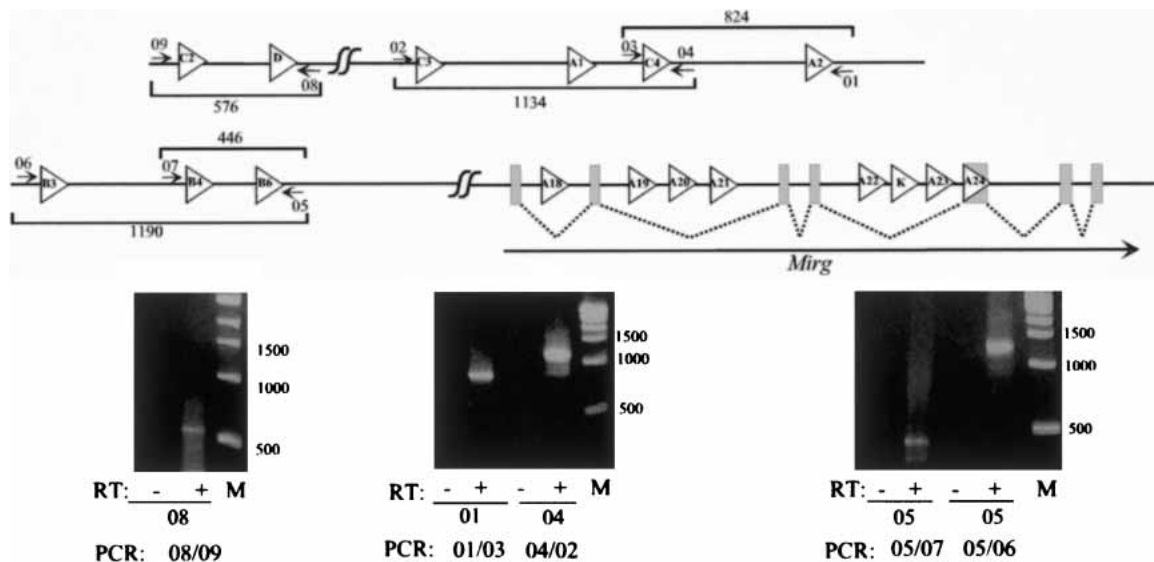 824
09 C2 D 08 02 C3 A1 03 C4 04 A2 01
576 1134
446
06 B3 07 B4 B6 05 A18 A19 A20 A21 A22 K A23 A24
1190
Mirg
1500 1000 500
1500 1000 500
1500 1000 500
RT: - + M
08
PCR: 08/09
RT: - + - + M
01 04
PCR: 01/03 04/02
RT: - + - + M
05 05
PCR: 05/07 05/06